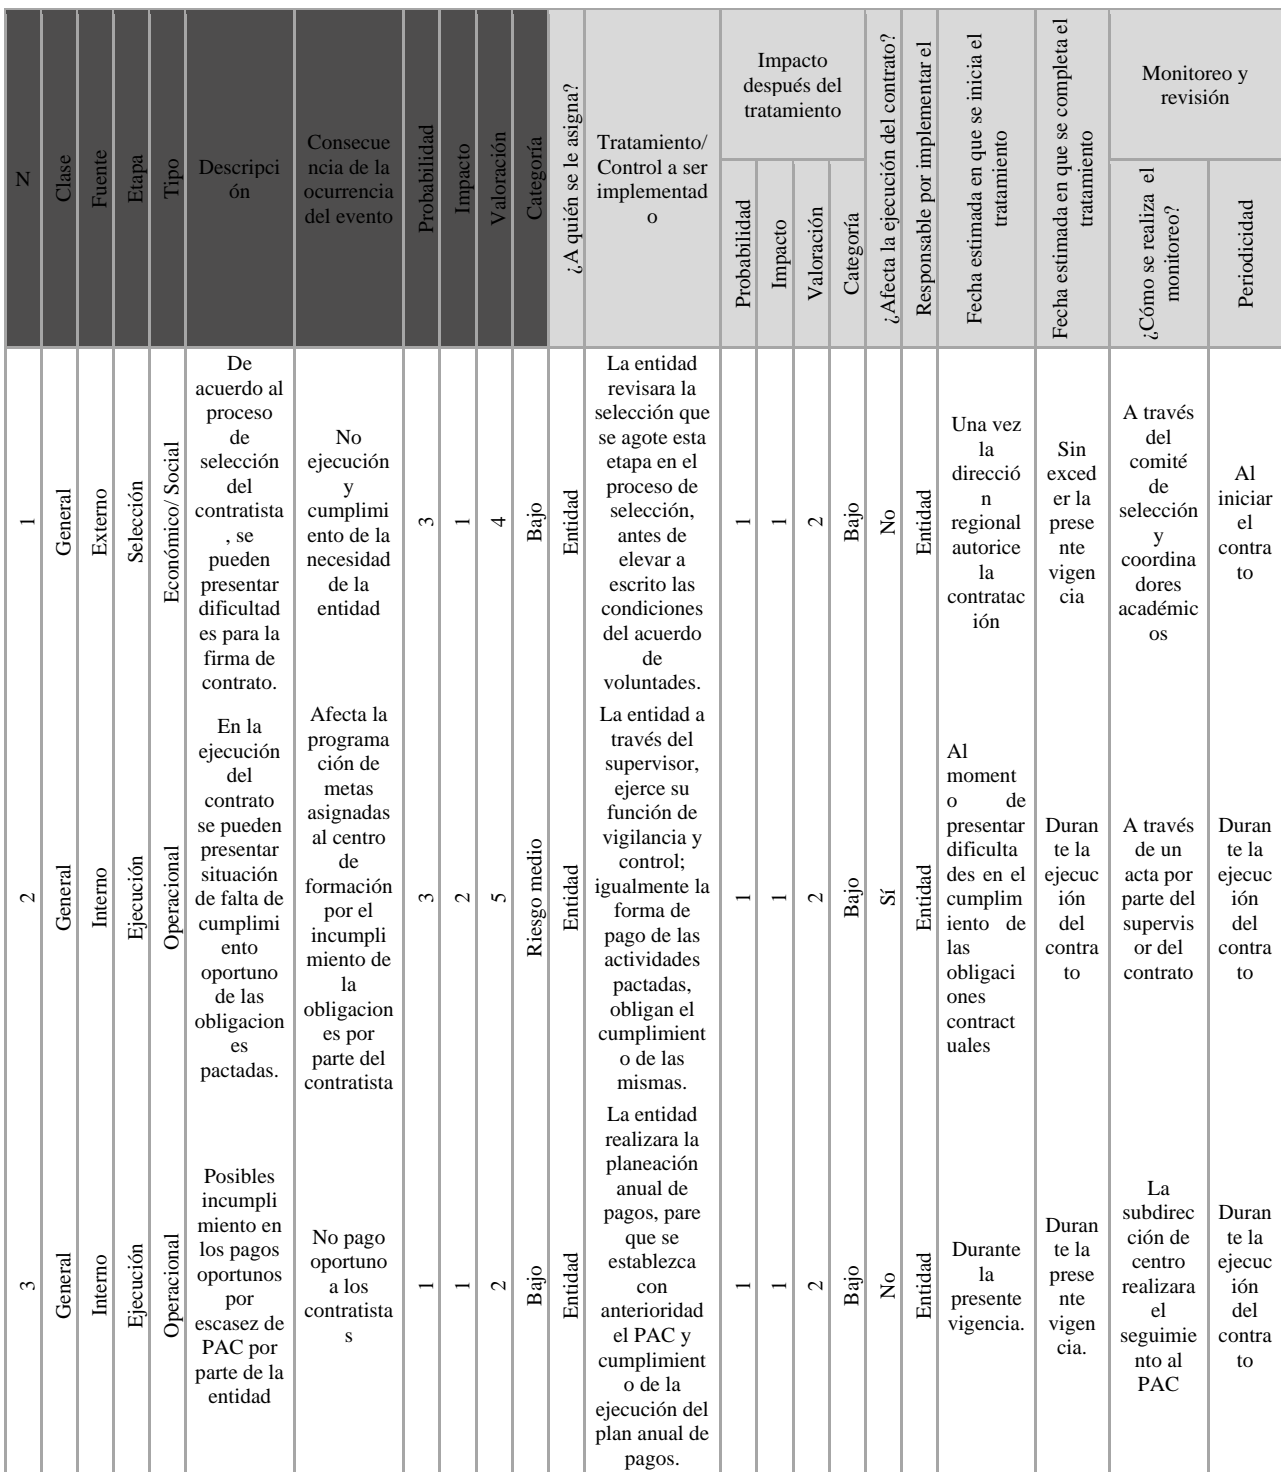 N
Clase
Fuente
Etapa
Tipo
Descripci
ón
Consecue
ncia de la
ocurrencia
del evento
Probabilidad
Impacto
Valoración
Categoría
¿A quién se le asigna?
Tratamiento/
Control a ser
implementad
o
Impacto
después del
tratamiento
Probabilidad
Impacto
Valoración
Categoría
¿Afecta la ejecución del contrato?
Responsable por implementar el
Fecha estimada en que se inicia el
tratamiento
Fecha estimada en que se completa el
tratamiento
Monitoreo y
revisión
¿Cómo se realiza el
monitoreo?
Periodicidad
1
General
Externo
Selección
Económico/ Social
De
acuerdo al
proceso
de
selección
del
contratista
, se
pueden
presentar
dificultad
es para la
firma de
contrato.
No
ejecución
y
cumplimi
ento de la
necesidad
de la
entidad
3
1
4
Bajo
Entidad
La entidad
revisara la
selección que
se agote esta
etapa en el
proceso de
selección,
antes de
elevar a
escrito las
condiciones
del acuerdo
de
voluntades.
1
1
2
Bajo
No
Entidad
Una vez
la
direcció
n
regional
autorice
la
contratac
ión
Sin
exced
er la
prese
nte
vigen
cia
A través
del
comité
de
selección
y
coordina
dores
académic
os
Al
iniciar
el
contra
to
2
General
Interno
Ejecución
Operacional
En la
ejecución
del
contrato
se pueden
presentar
situación
de falta de
cumplimi
ento
oportuno
de las
obligacion
es
pactadas.
Afecta la
programa
ción de
metas
asignadas
al centro
de
formación
por el
incumpli
miento de
la
obligacion
es por
parte del
contratista
3
2
5
Riesgo medio
Entidad
La entidad a
través del
supervisor,
ejerce su
función de
vigilancia y
control;
igualmente la
forma de
pago de las
actividades
pactadas,
obligan el
cumplimient
o de las
mismas.
1
1
2
Bajo
Sí
Entidad
Al
moment
o de
presentar
dificulta
des en el
cumplim
iento de
las
obligaci
ones
contract
uales
Duran
te la
ejecuc
ión
del
contra
to
A través
de un
acta por
parte del
supervis
or del
contrato
Duran
te la
ejecuc
ión
del
contra
to
3
General
Interno
Ejecución
Operacional
Posibles
incumpli
miento en
los pagos
oportunos
por
escasez de
PAC por
parte de la
entidad
No pago
oportuno
a los
contratista
s
1
1
2
Bajo
Entidad
La entidad
realizara la
planeación
anual de
pagos, pare
que se
establezca
con
anterioridad
el PAC y
cumplimient
o de la
ejecución del
plan anual de
pagos.
1
1
2
Bajo
No
Entidad
Durante
la
presente
vigencia.
Duran
te la
prese
nte
vigen
cia.
La
subdirec
ción de
centro
realizara
el
seguimie
nto al
PAC
Duran
te la
ejecuc
ión
del
contra
to